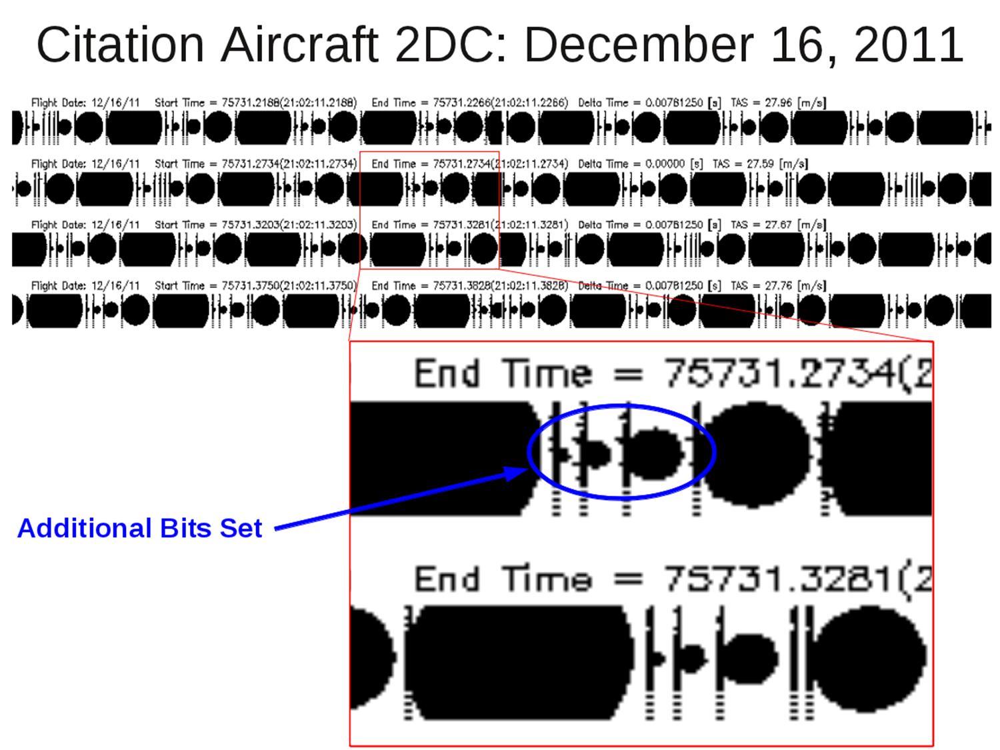 Citation Aircraft 2DC: December 16, 2011
Flight Date: 12/16/11 Start Time = 75731.2188(21:02:11.2188) End Time = 75731.2266(21:02:11.2266) Delta Time = 0.00781250 [s] TAS = 27.96 [m/s]
Flight Date: 12/16/11 Start Time = 75731.2734(21:02:11.2734) End Time = 75731.2734(21:02:11.2734) Delta Time = 0.00000 [s] TAS = 27.59 [m/s]
Flight Date: 12/16/11 Start Time = 75731.3203(21:02:11.3203) End Time = 75731.3281(21:02:11.3281) Delta Time = 0.00781250 [s] TAS = 27.67 [m/s]
Flight Date: 12/16/11 Start Time = 75731.3750(21:02:11.3750) End Time = 75731.3828(21:02:11.3828) Delta Time = 0.00781250 [s] TAS = 27.76 [m/s]
End Time = 75731.2734(2
Additional Bits Set
End Time = 75731.3281(2